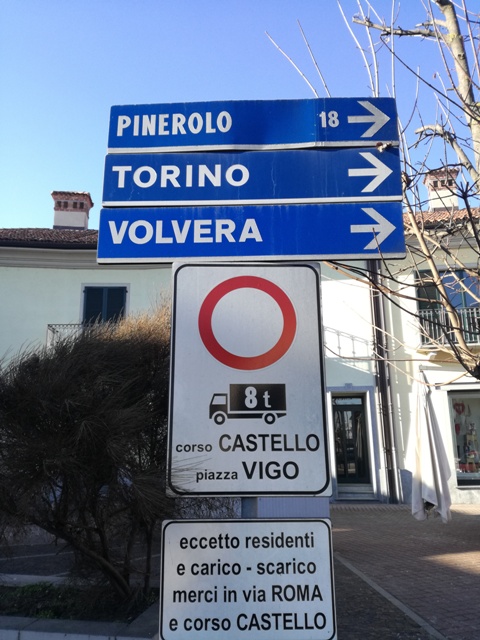 PINEROLO 18
TORINO
VOLVERA
8t
corso CASTELLO
piazza VIGO
eccetto residenti
e carico - scarico
merci in via ROMA
e corso CASTELLO